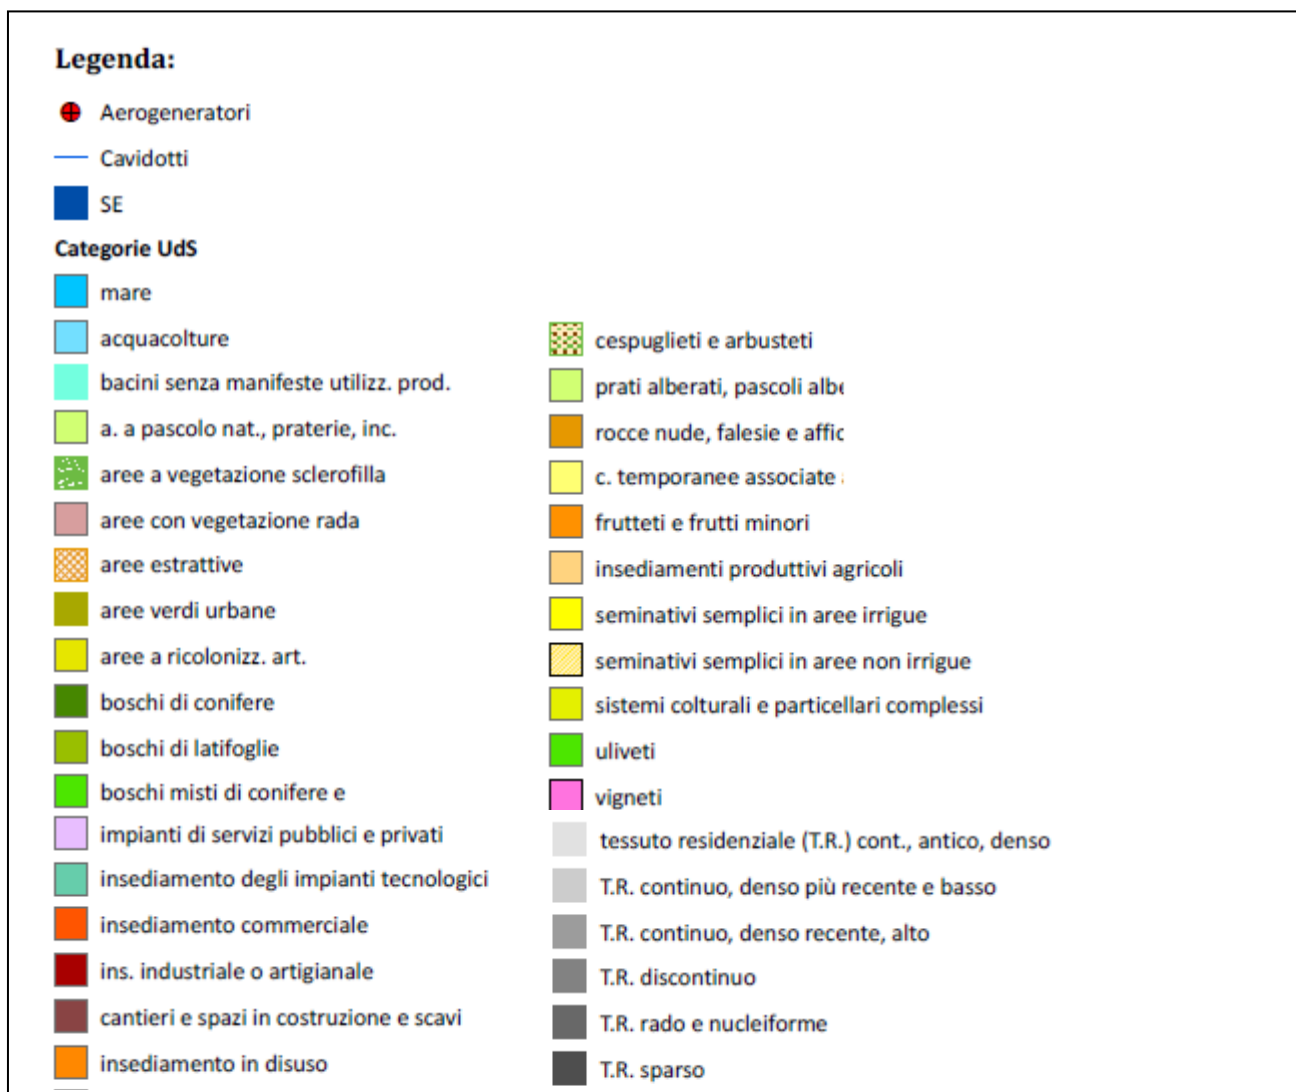 Legenda:
Aerogeneratori
Cavidotti
SE
Categorie UdS
mare
acquacolture
bacini senza manifeste utilizz. prod.
a. a pascolo nat., praterie, inc.
aree a vegetazione sclerofilla
aree con vegetazione rada
aree estrattive
aree verdi urbane
aree a ricolonizz. art.
boschi di conifere
boschi di latifoglie
boschi misti di conifere e
impianti di servizi pubblici e privati
insediamento degli impianti tecnologici
insediamento commerciale
ins. industriale o artigianale
cantieri e spazi in costruzione e scavi
insediamento in disuso
cespuglieti e arbusteti
prati alberati, pascoli albe
rocce nude, falesie e affio
c. temporanee associate
frutteti e frutti minori
insediamenti produttivi agricoli
seminativi semplici in aree irrigue
seminativi semplici in aree non irrigue
sistemi colturali e particellari complessi
uliveti
vigneti
tessuto residenziale (T.R.) cont., antico, denso
T.R. continuo, denso più recente e basso
T.R. continuo, denso recente, alto
T.R. discontinuo
T.R. rado e nucleiforme
T.R. sparso